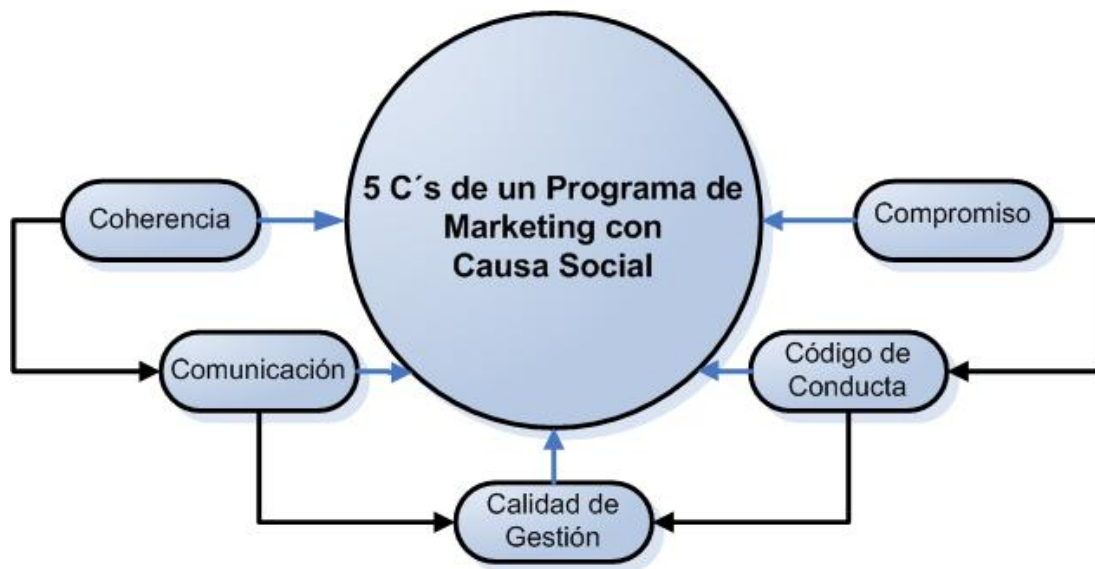 5 C´s de un Programa de
Marketing con
Causa Social
Coherencia
Compromiso
Comunicación
Código de
Conducta
Calidad de
Gestión